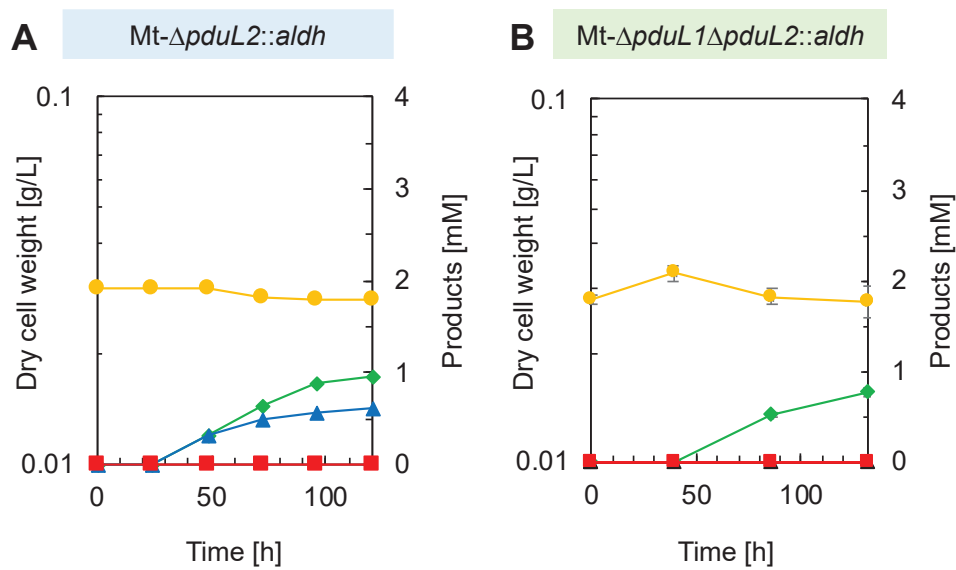 A
Mt-ΔpduL2::aldh
0.1
0.01
Dry cell weight [g/L]
4
3
2
1
0
Products [mM]
0
50
100
Time [h]
B
Mt-ΔpduL1ΔpduL2::aldh
0.1
0.01
Dry cell weight [g/L]
4
3
2
1
0
Products [mM]
0
50
100
Time [h]